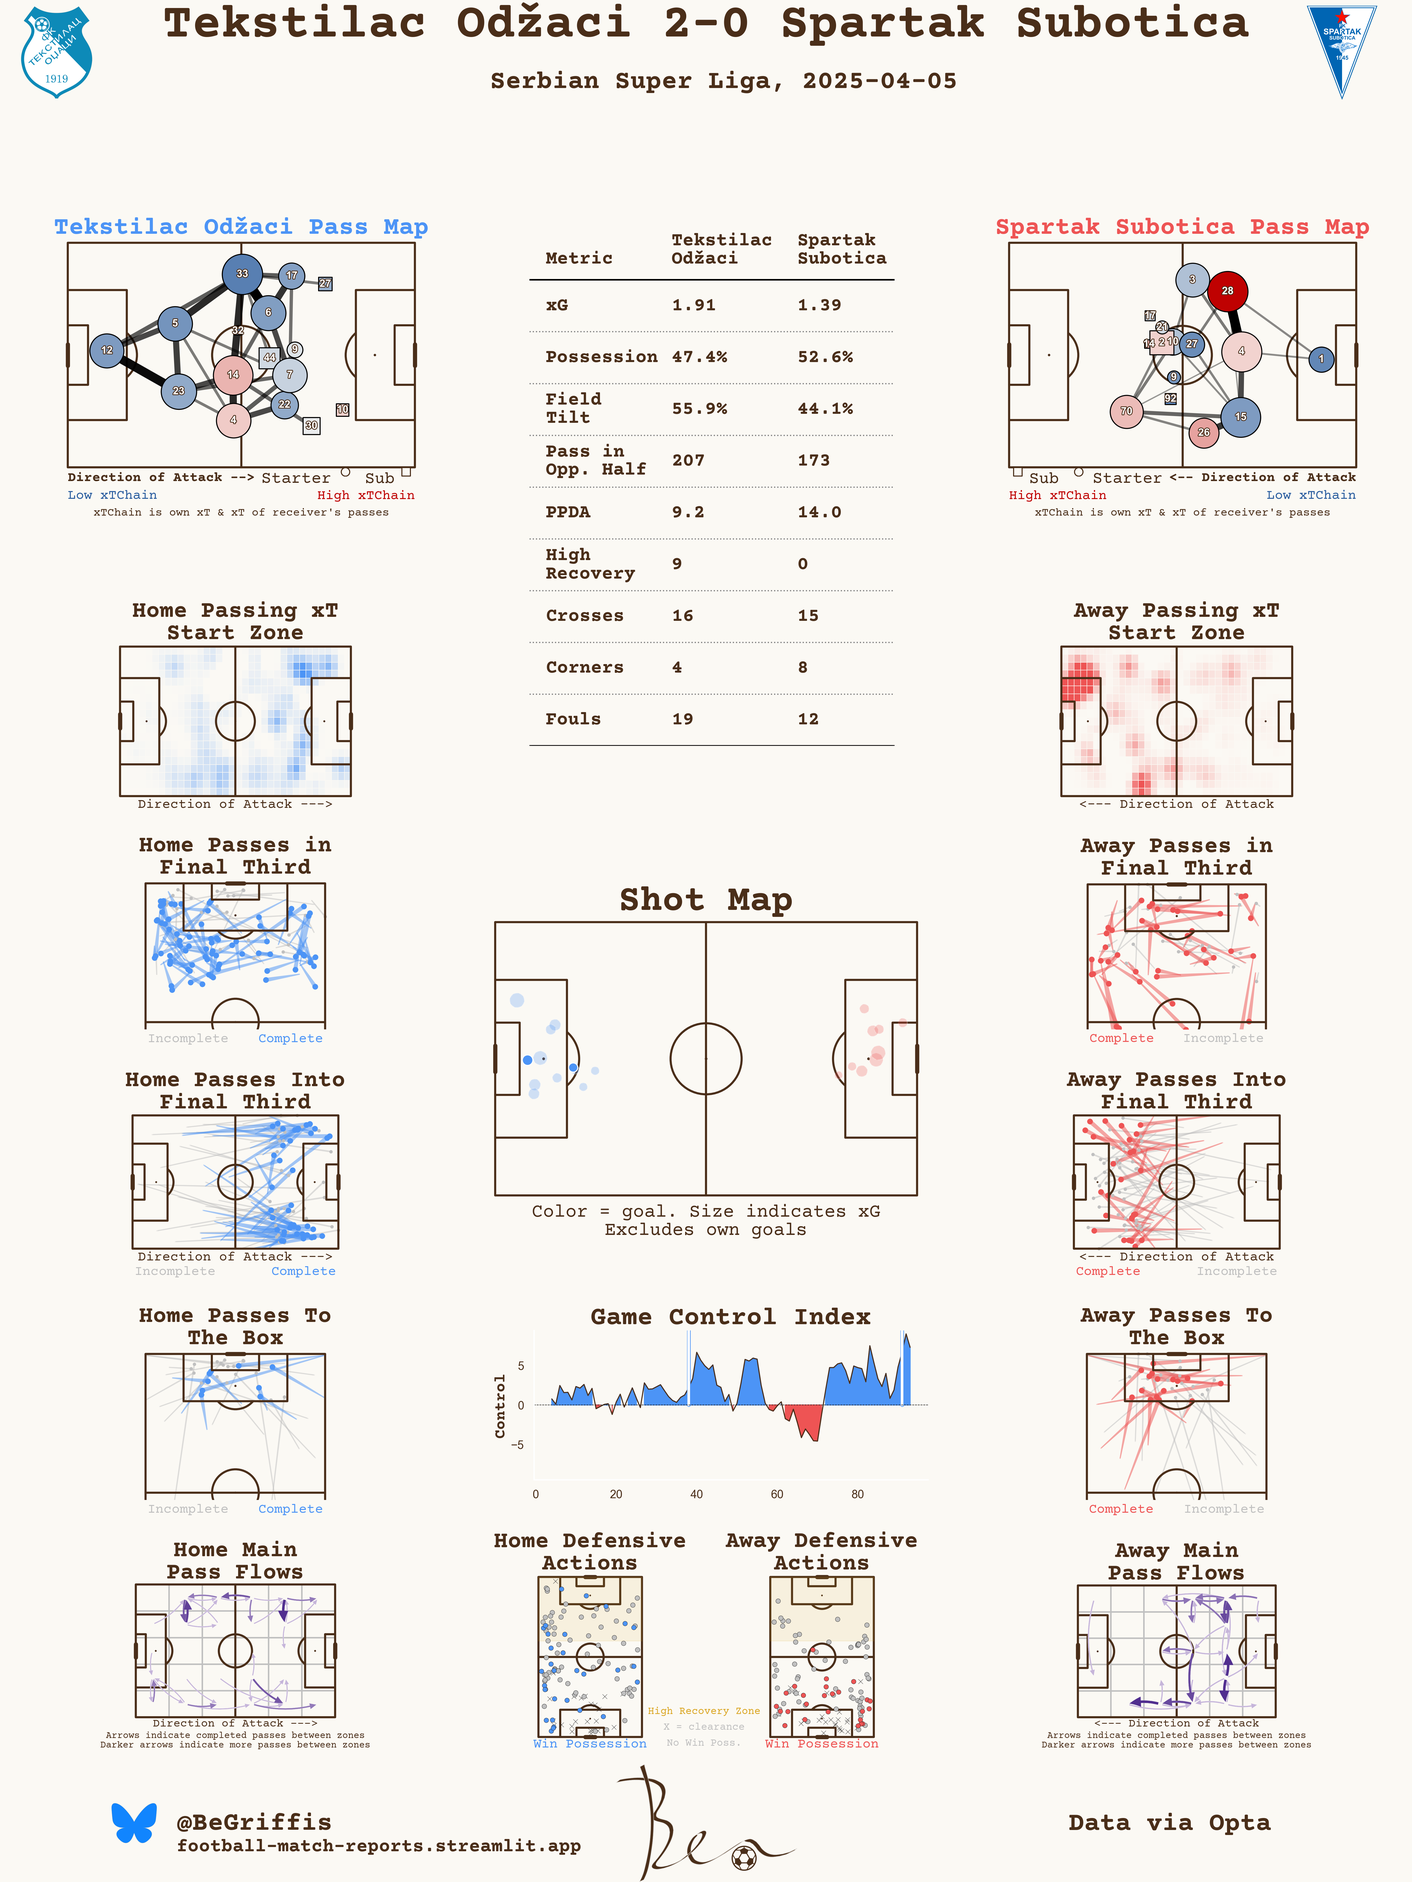 Tekstilac Odžaci 2-0 Spartak Subotica
Serbian Super Liga, 2025-04-05
ФК
ТЕКСТИЛАЦ
ОЏАЦИ
1919
SPARTAK
SUBOTICA
1945
Tekstilac Odžaci Pass Map
33
17
27
6
5
32
12
9
44
14
7
23
22
10
4
30
Direction of Attack --> Starter Sub
Low xTChain High xTChain
xTChain is own xT & xT of receiver's passes
Metric Tekstilac Odžaci Spartak Subotica
xG 1.91 1.39
Possession 47.4% 52.6%
Field Tilt 55.9% 44.1%
Pass in Opp. Half 207 173
PPDA 9.2 14.0
High Recovery 9 0
Crosses 16 15
Corners 4 8
Fouls 19 12
Spartak Subotica Pass Map
3
28
17
21
14 2 10 27
4
1
9
92
70
15
26
Sub Starter <-- Direction of Attack
High xTChain Low xTChain
xTChain is own xT & xT of receiver's passes
Home Passing xT
Start Zone
Direction of Attack --->
Away Passing xT
Start Zone
<--- Direction of Attack
Home Passes in
Final Third
Incomplete Complete
Away Passes in
Final Third
Complete Incomplete
Shot Map
Color = goal. Size indicates xG
Excludes own goals
Home Passes Into
Final Third
Direction of Attack --->
Incomplete Complete
Away Passes Into
Final Third
<--- Direction of Attack
Complete Incomplete
Home Passes To
The Box
Incomplete Complete
Game Control Index
Control
5
0
−5
0 20 40 60 80
Away Passes To
The Box
Complete Incomplete
Home Main
Pass Flows
Direction of Attack --->
Arrows indicate completed passes between zones
Darker arrows indicate more passes between zones
Home Defensive
Actions
Win Possession
High Recovery Zone
X = clearance
No Win Poss.
Away Defensive
Actions
Win Possession
Away Main
Pass Flows
<--- Direction of Attack
Arrows indicate completed passes between zones
Darker arrows indicate more passes between zones
@BeGriffis
football-match-reports.streamlit.app
Ben
Data via Opta